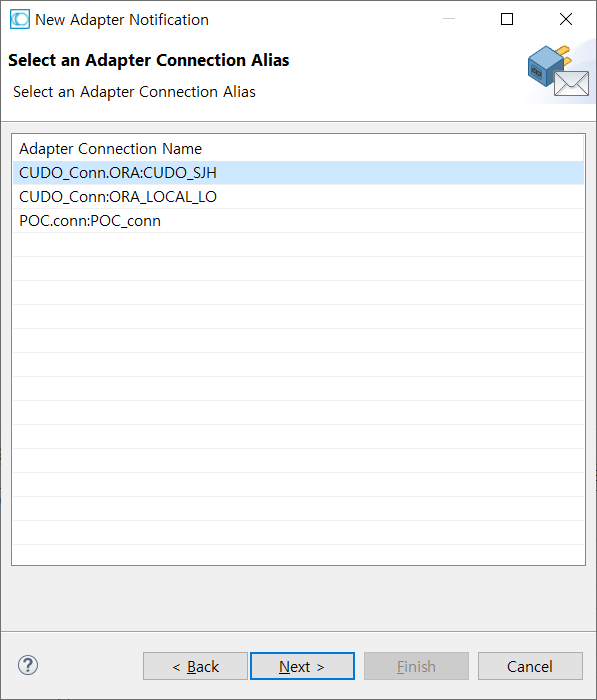 New Adapter Notification
Select an Adapter Connection Alias
Select an Adapter Connection Alias
Adapter Connection Name
CUDO_Conn.ORA:CUDO_SJH
CUDO_Conn:ORA_LOCAL_LO
POC.conn:POC_conn
?
< Back
Next >
Finish
Cancel